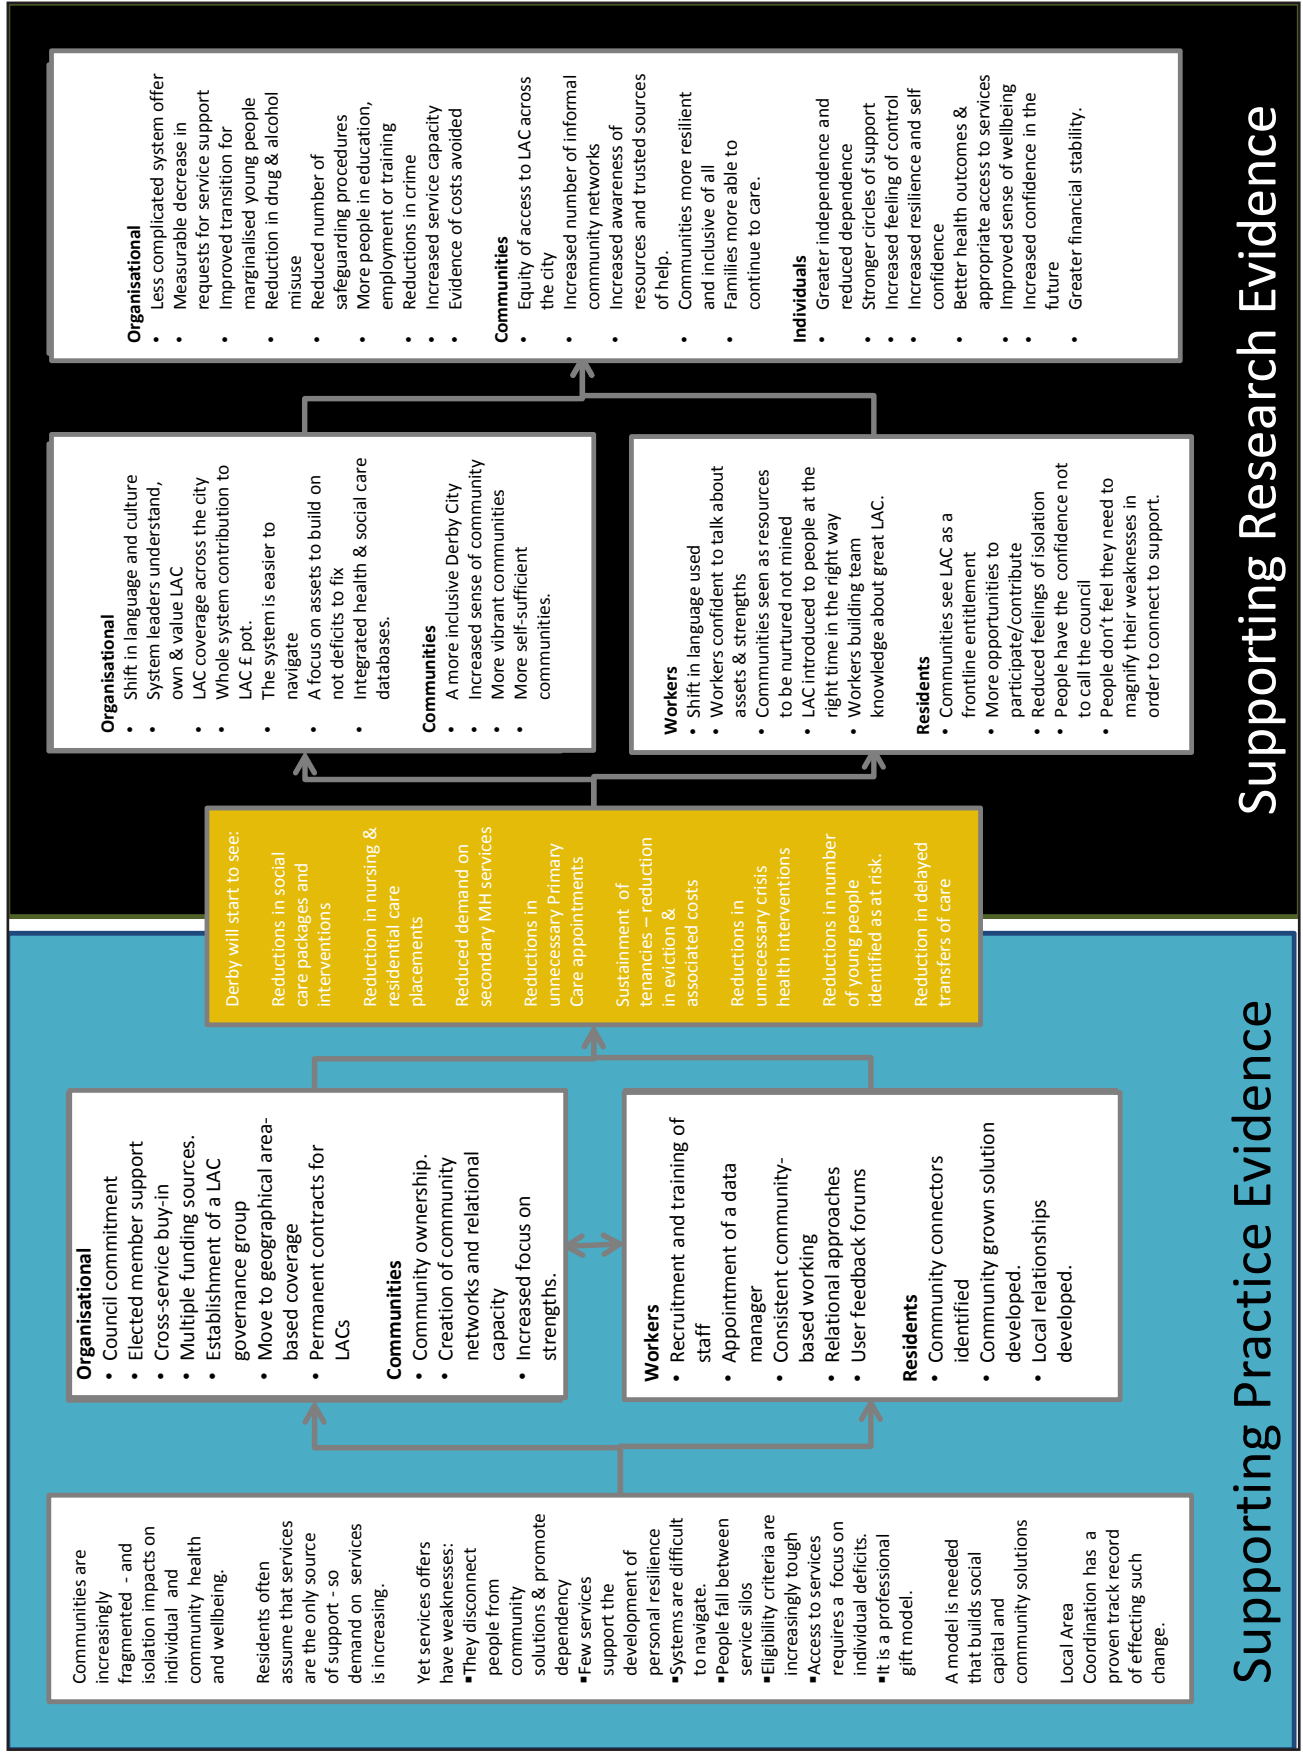 Communities are
increasingly
fragmented - and
isolation impacts on
individual and
community health
and wellbeing.
Residents often
assume that services
are the only source
of support - so
demand on services
is increasing.
Yet services offers
have weaknesses:
▪They disconnect
people from
community
solutions & promote
dependency
▪Few services
support the
development of
personal resilience
▪Systems are difficult
to navigate.
▪People fall between
service silos
▪Eligibility criteria are
increasingly tough
▪Access to services
requires a focus on
individual deficits.
▪It is a professional
gift model.
A model is needed
that builds social
capital and
community solutions
Local Area
Coordination has a
proven track record
of effecting such
change.
Organisational
• Council commitment
• Elected member support
• Cross-service buy-in
• Multiple funding sources.
• Establishment of a LAC
governance group
• Move to geographical area-
based coverage
• Permanent contracts for
LACs
Communities
• Community ownership.
• Creation of community
networks and relational
capacity
• Increased focus on
strengths.
Workers
• Recruitment and training of
staff
• Appointment of a data
manager
• Consistent community-
based working
• Relational approaches
• User feedback forums
Residents
• Community connectors
identified
• Community grown solution
developed.
• Local relationships
developed.
Derby will start to see:
Reductions in social
care packages and
interventions
Reduction in nursing &
residential care
placements
Reduced demand on
secondary MH services
Reductions in
unnecessary Primary
Care appointments
Sustainment of
tenancies – reduction
in eviction &
associated costs
Reductions in
unnecessary crisis
health interventions
Reductions in number
of young people
identified as at risk.
Reduction in delayed
transfers of care
Organisational
• Shift in language and culture
• System leaders understand,
own & value LAC
• LAC coverage across the city
• Whole system contribution to
LAC £ pot.
• The system is easier to
navigate
• A focus on assets to build on
not deficits to fix
• Integrated health & social care
databases.
Communities
• A more inclusive Derby City
• Increased sense of community
• More vibrant communities
• More self-sufficient
communities.
Workers
• Shift in language used
• Workers confident to talk about
assets & strengths
• Communities seen as resources
to be nurtured not mined
• LAC introduced to people at the
right time in the right way
• Workers building team
knowledge about great LAC.
Residents
• Communities see LAC as a
frontline entitlement
• More opportunities to
participate/contribute
• Reduced feelings of isolation
• People have the confidence not
to call the council
• People don’t feel they need to
magnify their weaknesses in
order to connect to support.
Organisational
• Less complicated system offer
• Measurable decrease in
requests for service support
• Improved transition for
marginalised young people
• Reduction in drug & alcohol
misuse
• Reduced number of
safeguarding procedures
• More people in education,
employment or training
• Reductions in crime
• Increased service capacity
• Evidence of costs avoided
Communities
• Equity of access to LAC across
the city
• Increased number of informal
community networks
• Increased awareness of
resources and trusted sources
of help.
• Communities more resilient
and inclusive of all
• Families more able to
continue to care.
Individuals
• Greater independence and
reduced dependence
• Stronger circles of support
• Increased feeling of control
• Increased resilience and self
confidence
• Better health outcomes &
appropriate access to services
• Improved sense of wellbeing
• Increased confidence in the
future
• Greater financial stability.
Supporting Practice Evidence
Supporting Research Evidence